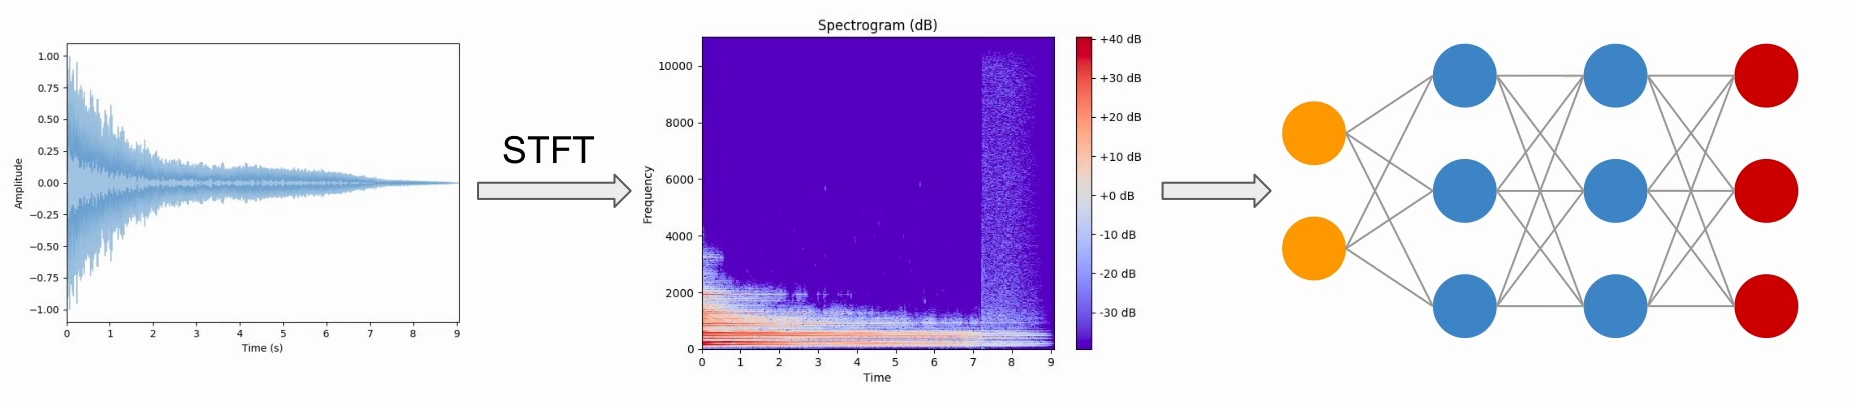 Amplitude
1.00
0.75
0.50
0.25
0.00
−0.25
−0.50
−0.75
−1.00
0 1 2 3 4 5 6 7 8 9
Time (s)
STFT
Spectrogram (dB)
Frequency
10000
8000
6000
4000
2000
0
0 1 2 3 4 5 6 7 8 9
Time
+40 dB
+30 dB
+20 dB
+10 dB
+0 dB
-10 dB
-20 dB
-30 dB